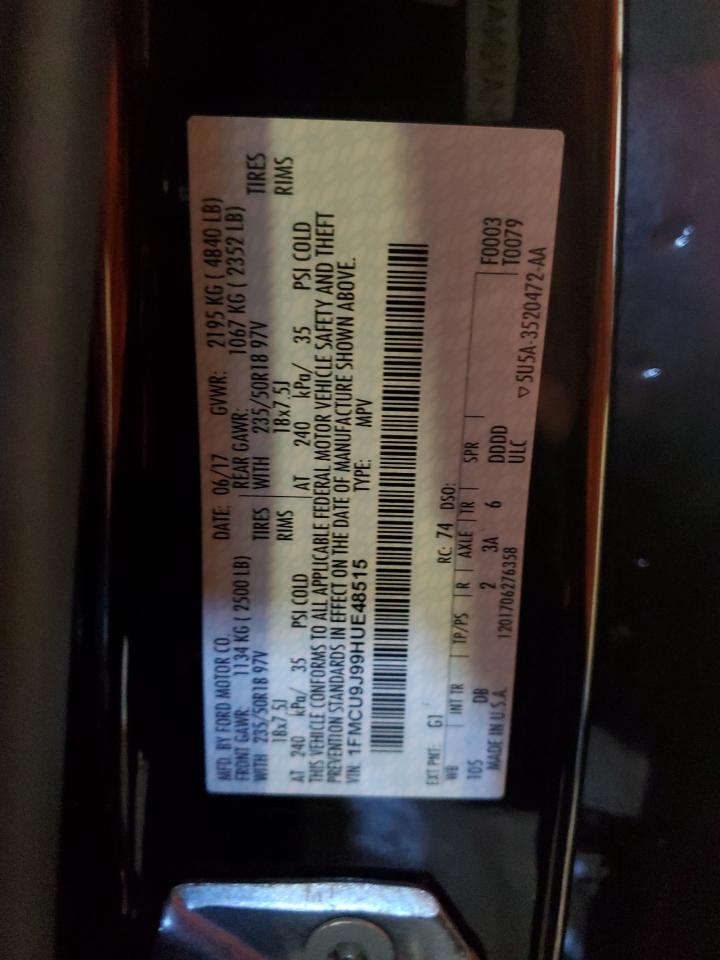 MFD. BY FORD MOTOR CO.
DATE: 06/17 GVWR: 2195 KG ( 4840 LB)
FRONT GAWR: 1134 KG ( 2500 LB) REAR GAWR: 1067 KG ( 2352 LB)
WITH 235/50R18 97V TIRES WITH 235/50R18 97V TIRES
18x7.5J RIMS 18x7.5J RIMS
AT 240 kPa/ 35 PSI COLD AT 240 kPa/ 35 PSI COLD
THIS VEHICLE CONFORMS TO ALL APPLICABLE FEDERAL MOTOR VEHICLE SAFETY AND THEFT
PREVENTION STANDARDS IN EFFECT ON THE DATE OF MANUFACTURE SHOWN ABOVE.
VIN: 1FMCU9J99HUE48515 TYPE: MPV
EXT PNT: G1 RC: 74 DSO:
WB INT TR TP/PS R AXLE TR SPR F0003
105 DB 2 3A 6 DDDD T0079
MADE IN U.S.A. 1201706276358 ULC
5U5A-3520472-AA